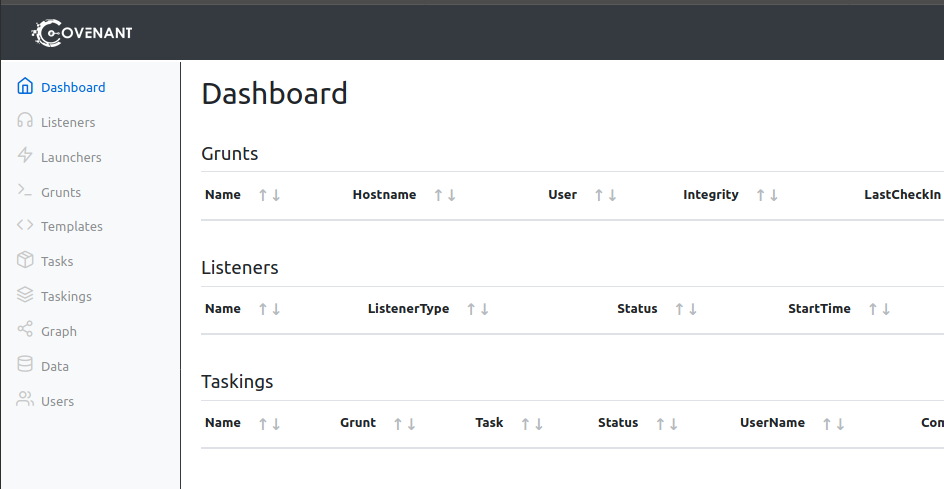 COVENANT
Dashboard
Listeners
Launchers
Grunts
Templates
Tasks
Taskings
Graph
Data
Users
Dashboard
Grunts
Name Hostname User Integrity LastCheckIn
Listeners
Name ListenerType Status StartTime
Taskings
Name Grunt Task Status UserName Com